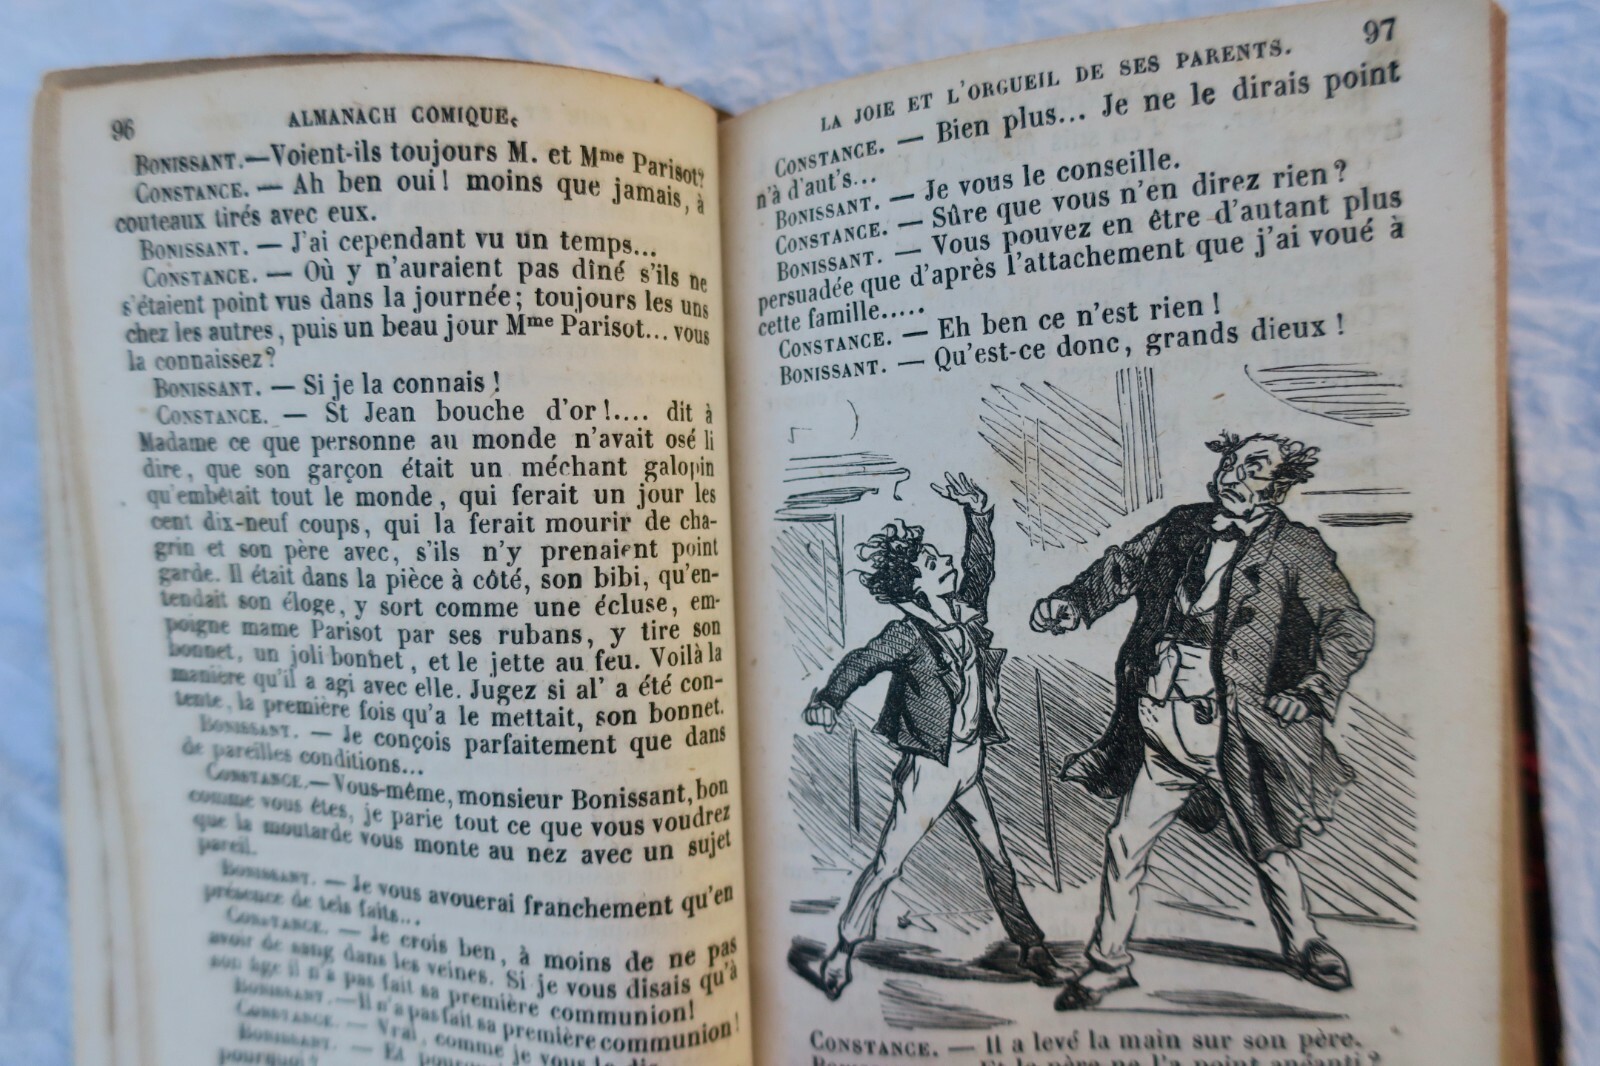 96
ALMANACH COMIQUE.
BONISSANT.—Voient-ils toujours M. et Mme Parisot?
CONSTANCE. — Ah ben oui! moins que jamais, à
couteaux tirés avec eux.
BONISSANT. — J'ai cependant vu un temps...
CONSTANCE. — Où y n'auraient pas dîné s'ils ne
s'étaient point vus dans la journée; toujours les uns
chez les autres, puis un beau jour Mme Parisot... vous
la connaissez?
BONISSANT. — Si je la connais!
CONSTANCE. — St Jean bouche d'or!.... dit à
Madame ce que personne au monde n'avait osé li
dire, que son garçon était un méchant galopin
qu'embêtait tout le monde, qui ferait un jour les
cent dix-neuf coups, qui la ferait mourir de cha-
grin et son père avec, s'ils n'y prenaient point
garde. Il était dans la pièce à côté, son bibi, qu'en-
tendait son éloge, y sort comme une écluse, em-
poigne mame Parisot par ses rubans, y tire son
bonnet, un joli bonnet, et le jette au feu. Voilà la
manière qu'il a agi avec elle. Jugez si al' a été con-
tente, la première fois qu'a le mettait, son bonnet.
BONISSANT. — Je conçois parfaitement que dans
de pareilles conditions...
CONSTANCE.—Vous-même, monsieur Bonissant, bon
comme vous êtes, je parie tout ce que vous voudrez
que la moutarde vous monte au nez avec un sujet
pareil.
BONISSANT. — Je vous avouerai franchement qu'en
présence de tels faits...
CONSTANCE. — Je crois ben, à moins de ne pas
avoir de sang dans les veines. Si je vous disais qu'à
son âge il n'a pas fait sa première communion!
BONISSANT.—Il n'a pas fait sa première communion!
CONSTANCE. — Vrai, comme je vous le
BONISSANT. — Et
pourquoi?
97
LA JOIE ET L'ORGUEIL DE SES PARENTS.
CONSTANCE. — Bien plus... Je ne le dirais point
n'à d'aut's...
BONISSANT. — Je vous le conseille.
CONSTANCE. — Sûre que vous n'en direz rien?
BONISSANT. — Vous pouvez en être d'autant plus
persuadée que d'après l'attachement que j'ai voué à
cette famille.....
CONSTANCE. — Eh ben ce n'est rien!
BONISSANT. — Qu'est-ce donc, grands dieux!
CONSTANCE. — Il a levé la main sur son père.
BONISSANT. — Et le père ne l'a point anéanti?